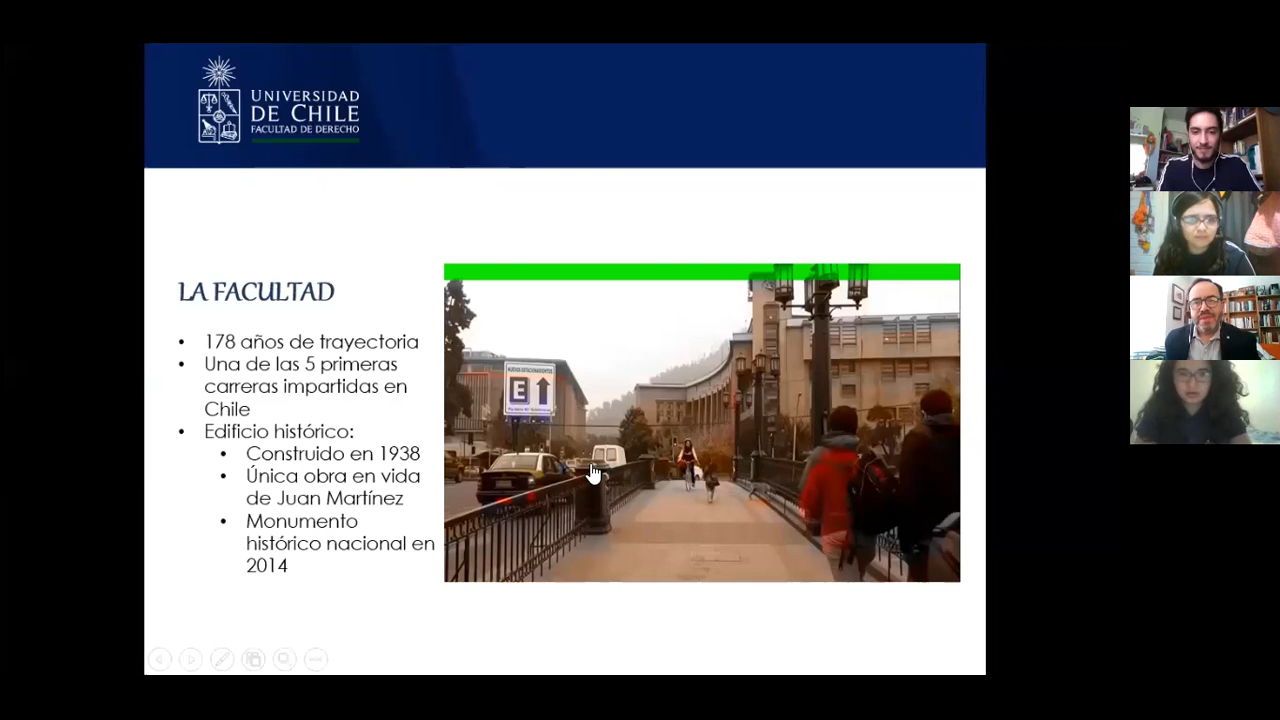 UNIVERSIDAD
DE CHILE
FACULTAD DE DERECHO
LA FACULTAD
• 178 años de trayectoria
• Una de las 5 primeras
carreras impartidas en
Chile
• Edificio histórico:
• Construido en 1938
• Única obra en vida
de Juan Martínez
• Monumento
histórico nacional en
2014
NUEVOS ESTACIONAMIENTOS
E